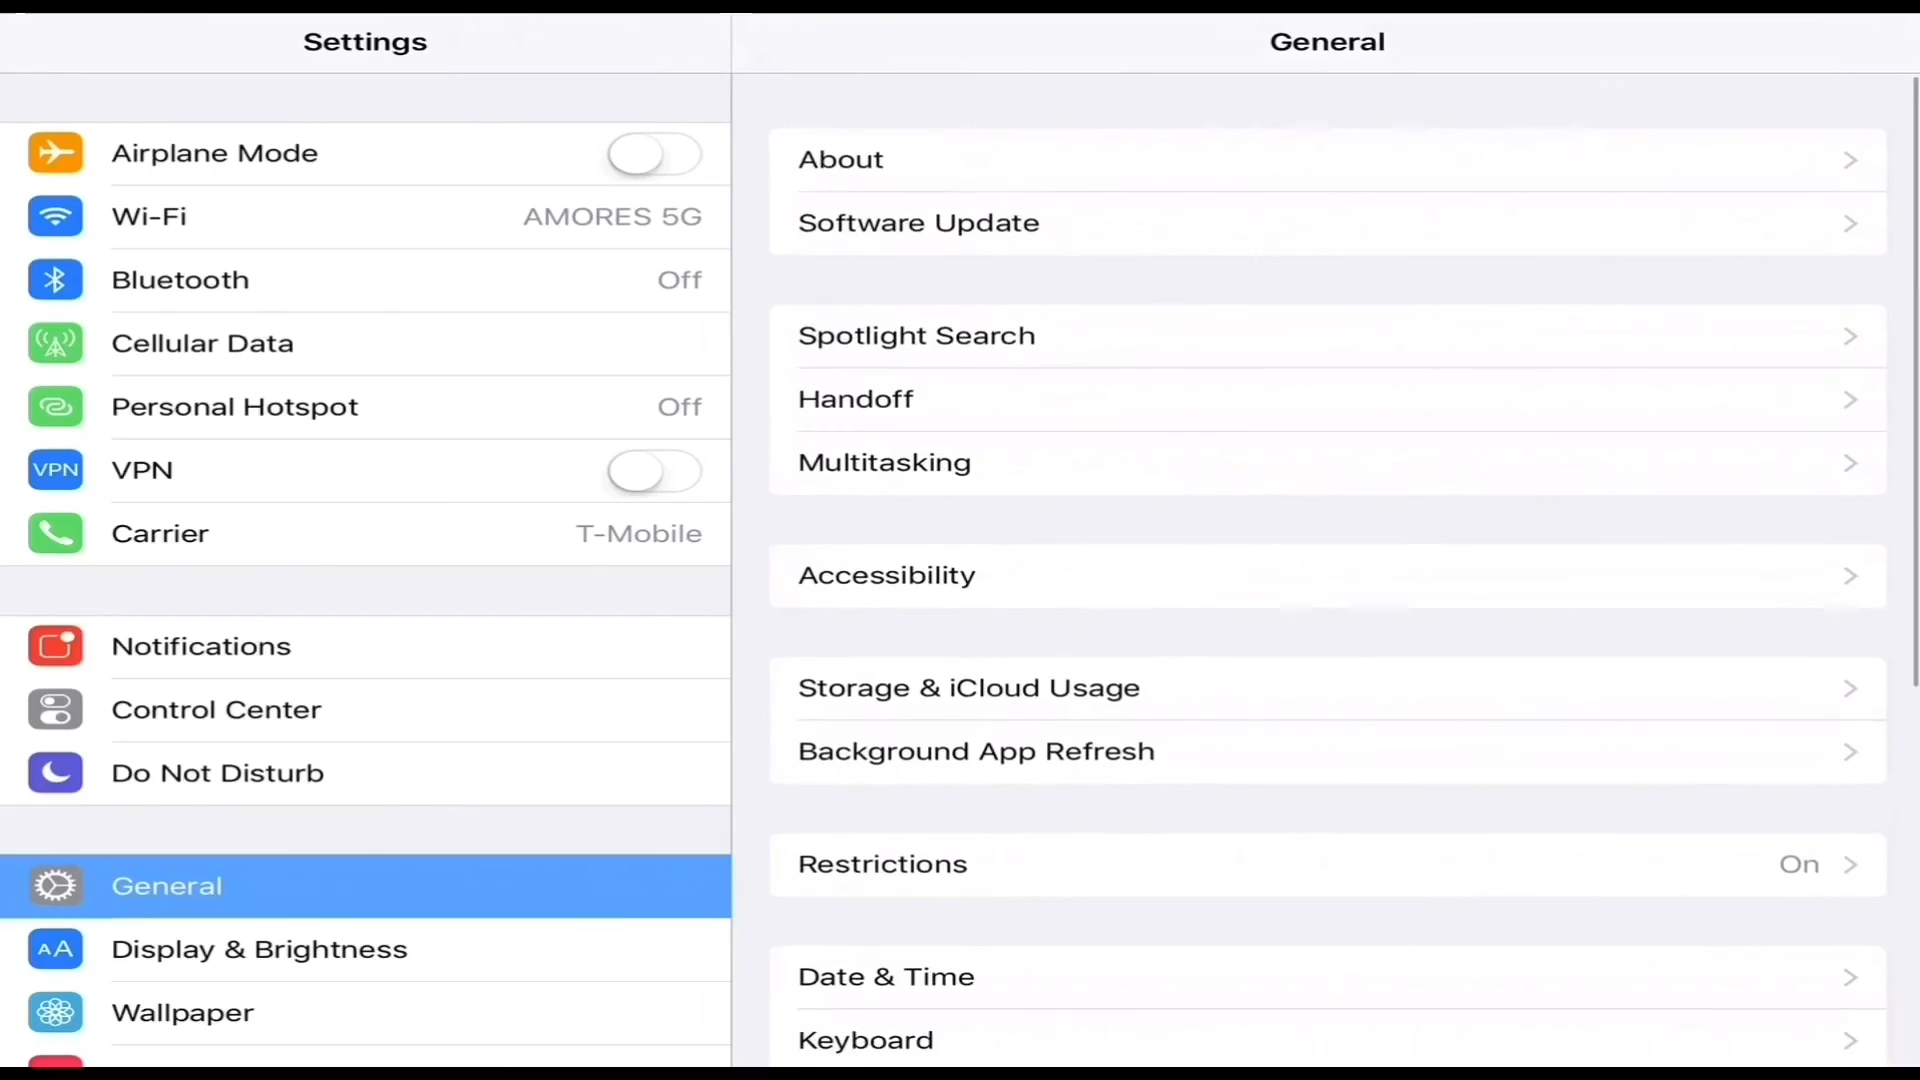 Settings
General
Airplane Mode
Wi-Fi AMORES 5G
Bluetooth Off
Cellular Data
Personal Hotspot Off
VPN VPN
Carrier T-Mobile
Notifications
Control Center
Do Not Disturb
General
AA Display & Brightness
Wallpaper
About
Software Update
Spotlight Search
Handoff
Multitasking
Accessibility
Storage & iCloud Usage
Background App Refresh
Restrictions On
Date & Time
Keyboard